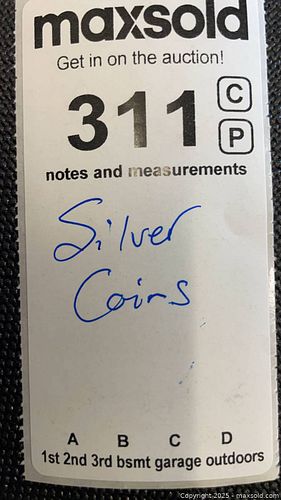 maxsold
Get in on the auction!
311 C
P
notes and measurements
Silver
Coins
A B C D
1st 2nd 3rd bsmt garage outdoors
Copyright 2025 - maxsold.com